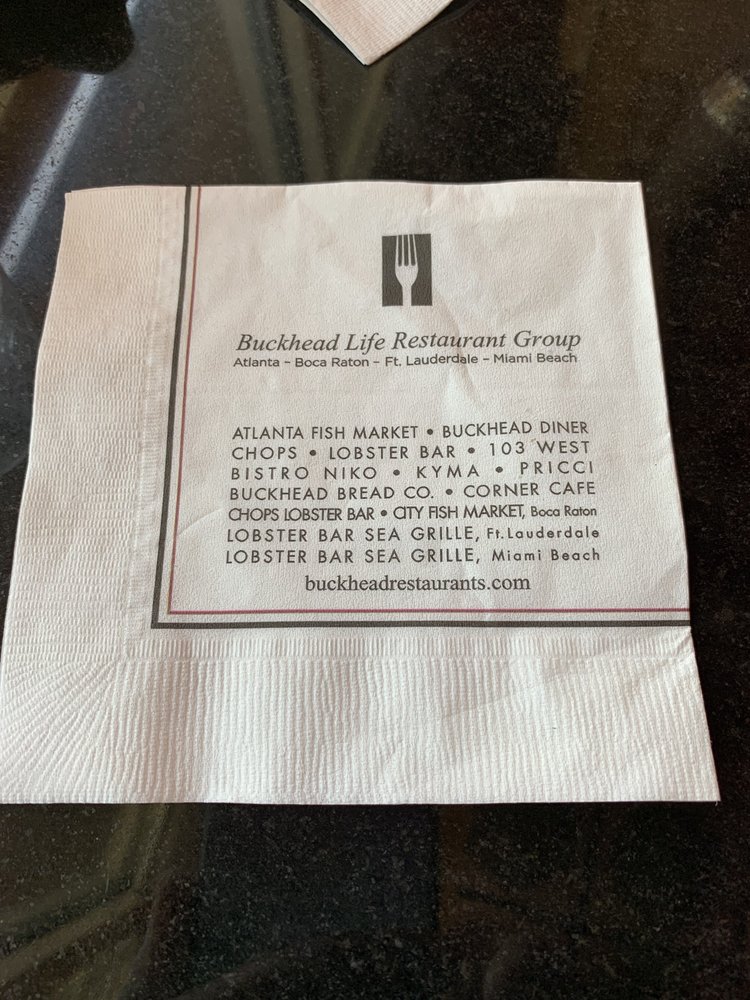 Buckhead Life Restaurant Group
Atlanta – Boca Raton – Ft. Lauderdale – Miami Beach
ATLANTA FISH MARKET • BUCKHEAD DINER
CHOPS • LOBSTER BAR • 103 WEST
BISTRO NIKO • KYMA • PRICCI
BUCKHEAD BREAD CO. • CORNER CAFE
CHOPS LOBSTER BAR • CITY FISH MARKET, Boca Raton
LOBSTER BAR SEA GRILLE, Ft. Lauderdale
LOBSTER BAR SEA GRILLE, Miami Beach
buckheadrestaurants.com